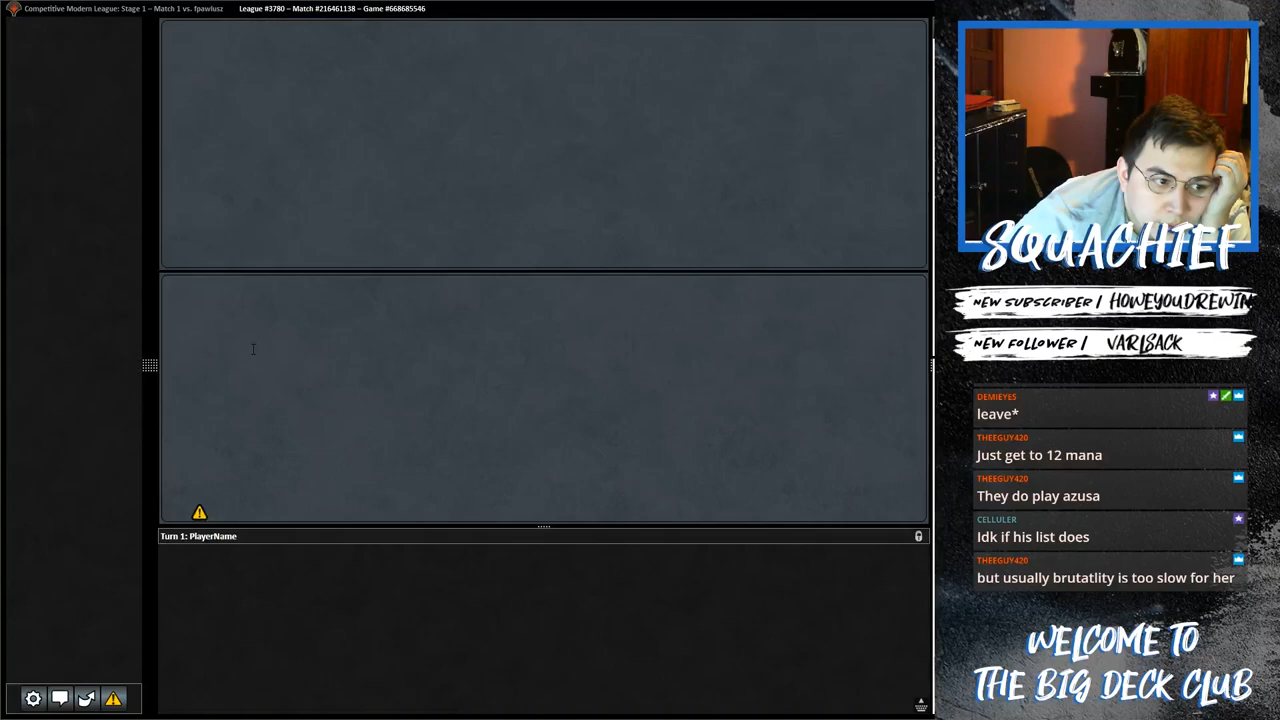 Competitive Modern League: Stage 1 – Match 1 vs. fpawlusz
League #3780 – Match #216461138 – Game #668685546
Turn 1: PlayerName
SQUACHIEF
NEW SUBSCRIBER / HOWEYOUDREWIN
NEW FOLLOWER / VARLSACK
DEMIEYES
leave*
THEEGUY420
Just get to 12 mana
THEEGUY420
They do play azusa
CELLULER
Idk if his list does
THEEGUY420
but usually brutatlity is too slow for her
WELCOME TO
THE BIG DECK CLUB